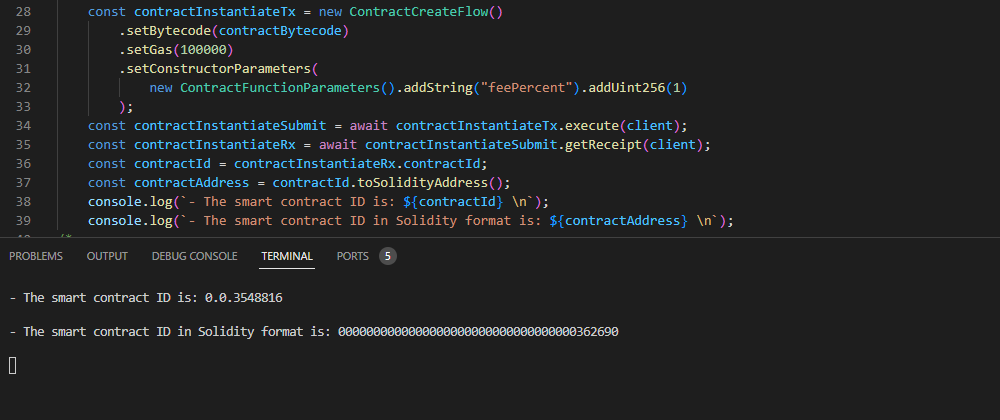 28 const contractInstantiateTx = new ContractCreateFlow()
29 .setBytecode(contractBytecode)
30 .setGas(100000)
31 .setConstructorParameters(
32 new ContractFunctionParameters().addString("feePercent").addUint256(1)
33 );
34 const contractInstantiateSubmit = await contractInstantiateTx.execute(client);
35 const contractInstantiateRx = await contractInstantiateSubmit.getReceipt(client);
36 const contractId = contractInstantiateRx.contractId;
37 const contractAddress = contractId.toSolidityAddress();
38 console.log(`- The smart contract ID is: ${contractId} \n`);
39 console.log(`- The smart contract ID in Solidity format is: ${contractAddress} \n`);
PROBLEMS OUTPUT DEBUG CONSOLE TERMINAL PORTS 5
- The smart contract ID is: 0.0.3548816
- The smart contract ID in Solidity format is: 0000000000000000000000000000000000362690